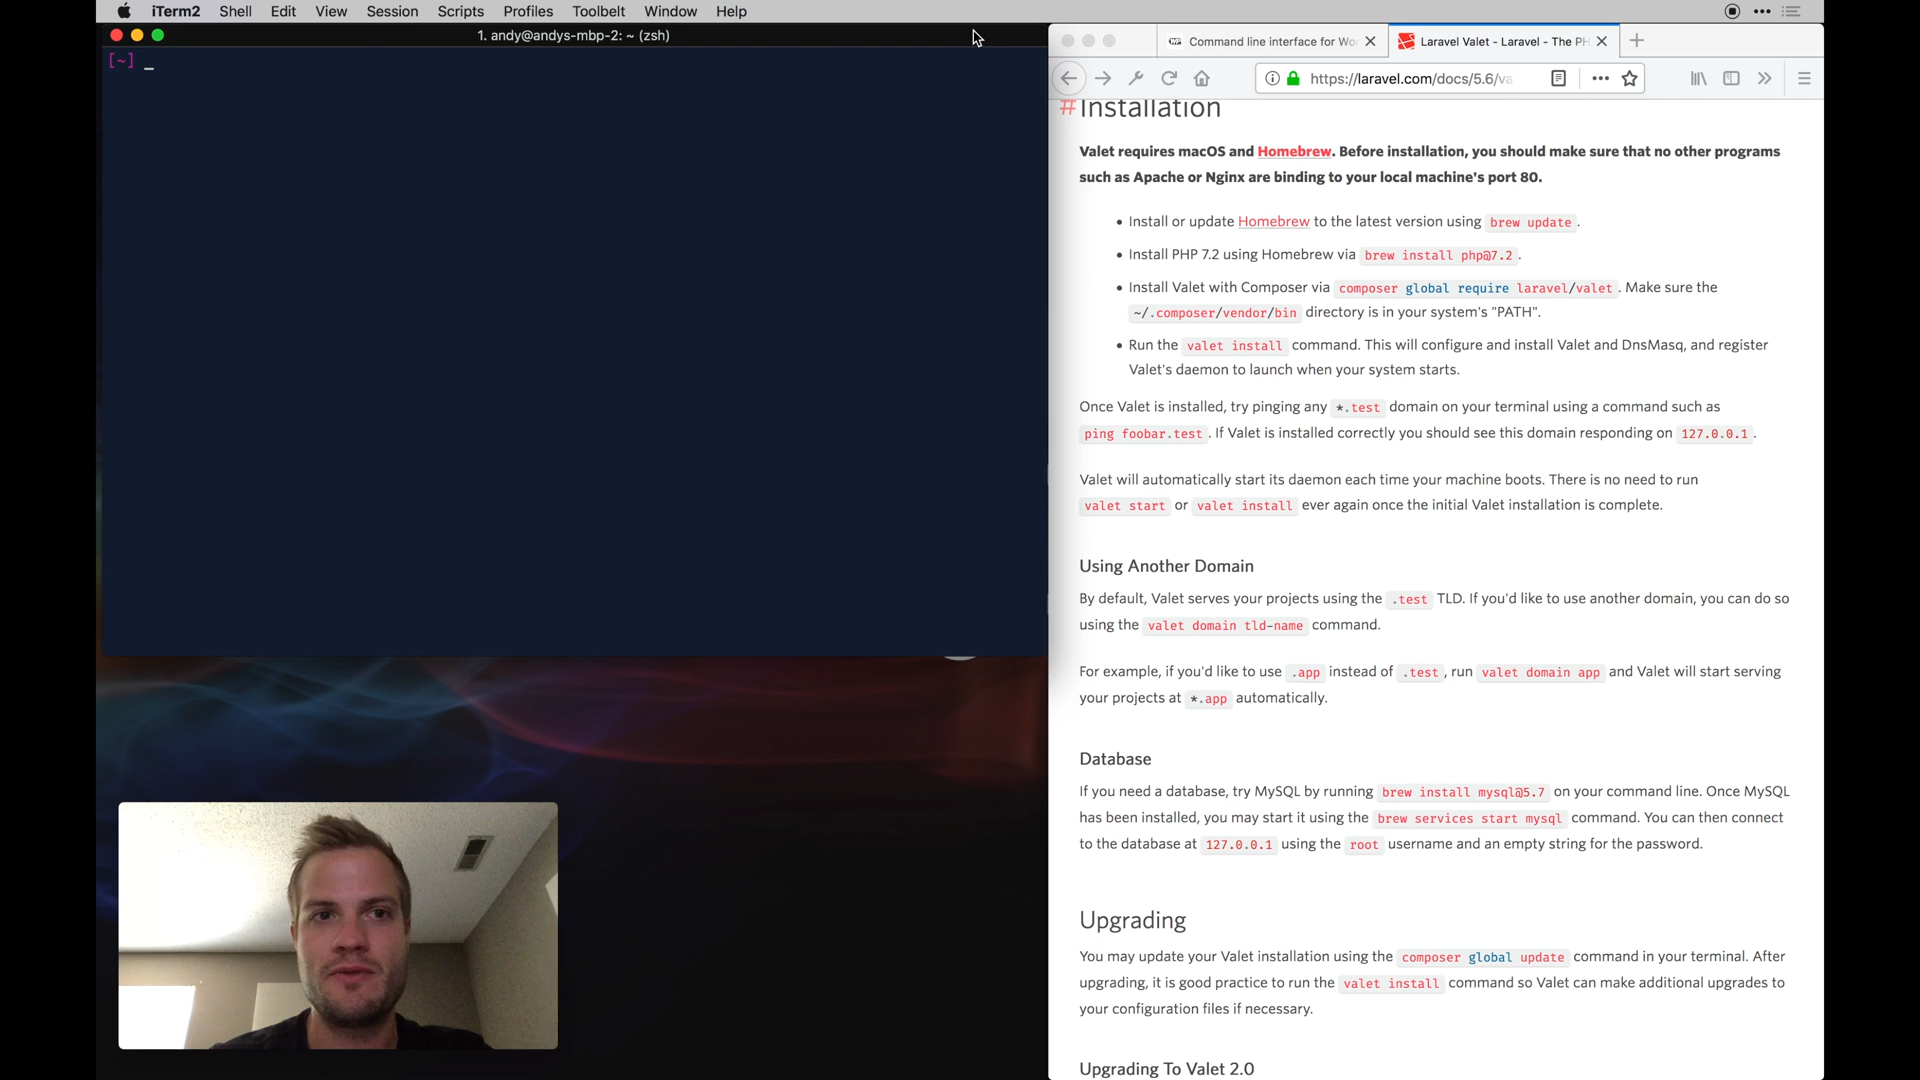 iTerm2 Shell Edit View Session Scripts Profiles Toolbelt Window Help
1. andy@andys-mbp-2: ~ (zsh)
[~] _
Command line interface for Wo
Laravel Valet - Laravel - The PH
https://laravel.com/docs/5.6/va
#Installation
Valet requires macOS and Homebrew. Before installation, you should make sure that no other programs
such as Apache or Nginx are binding to your local machine's port 80.
• Install or update Homebrew to the latest version using brew update.
• Install PHP 7.2 using Homebrew via brew install php@7.2.
• Install Valet with Composer via composer global require laravel/valet. Make sure the
~/.composer/vendor/bin directory is in your system's "PATH".
• Run the valet install command. This will configure and install Valet and DnsMasq, and register
Valet's daemon to launch when your system starts.
Once Valet is installed, try pinging any *.test domain on your terminal using a command such as
ping foobar.test. If Valet is installed correctly you should see this domain responding on 127.0.0.1.
Valet will automatically start its daemon each time your machine boots. There is no need to run
valet start or valet install ever again once the initial Valet installation is complete.
Using Another Domain
By default, Valet serves your projects using the .test TLD. If you'd like to use another domain, you can do so
using the valet domain tld-name command.
For example, if you'd like to use .app instead of .test, run valet domain app and Valet will start serving
your projects at *.app automatically.
Database
If you need a database, try MySQL by running brew install mysql@5.7 on your command line. Once MySQL
has been installed, you may start it using the brew services start mysql command. You can then connect
to the database at 127.0.0.1 using the root username and an empty string for the password.
Upgrading
You may update your Valet installation using the composer global update command in your terminal. After
upgrading, it is good practice to run the valet install command so Valet can make additional upgrades to
your configuration files if necessary.
Upgrading To Valet 2.0